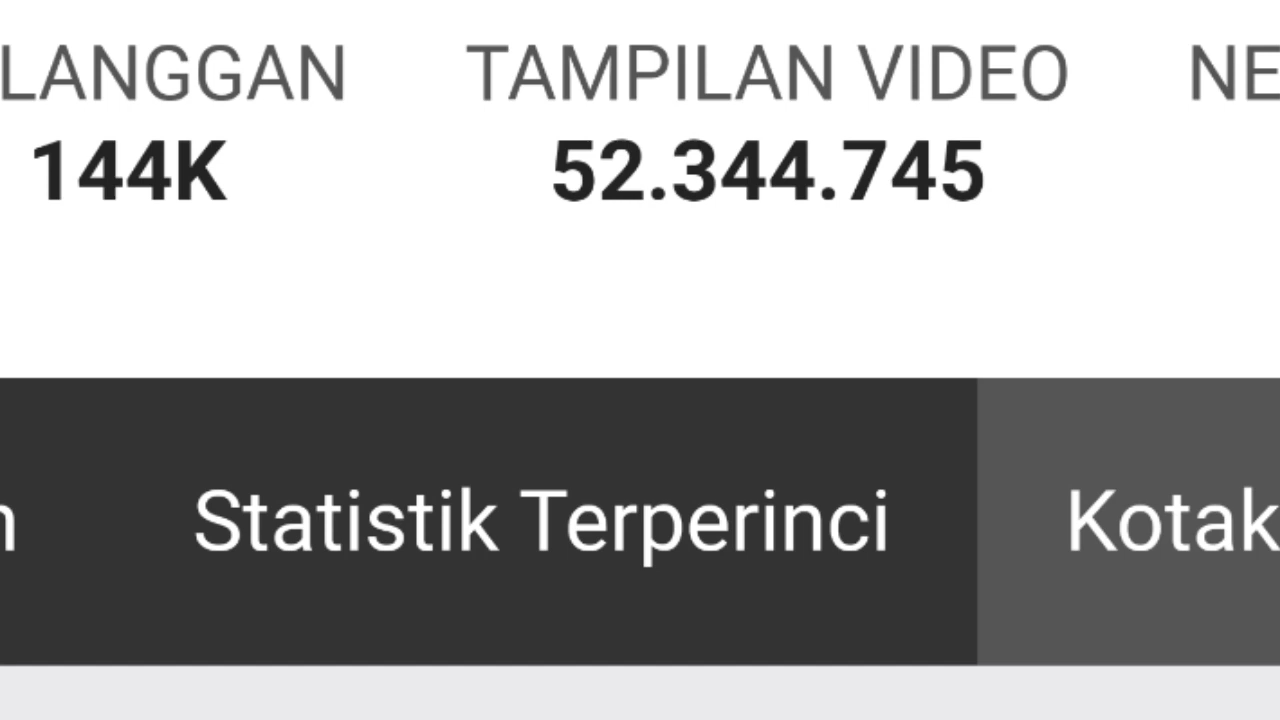 LANGGAN TAMPILAN VIDEO NE
144K 52.344.745
n Statistik Terperinci Kotak